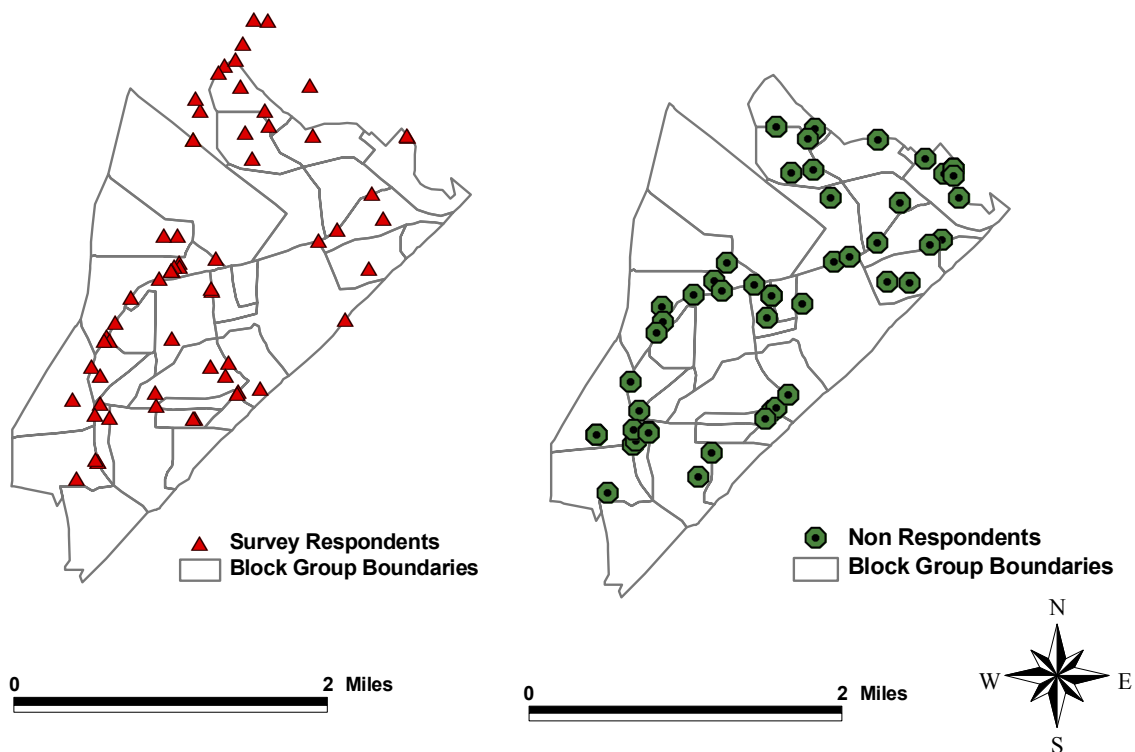 Survey Respondents
Block Group Boundaries
Non Respondents
Block Group Boundaries
0 2 Miles
0 2 Miles
N
W E
S